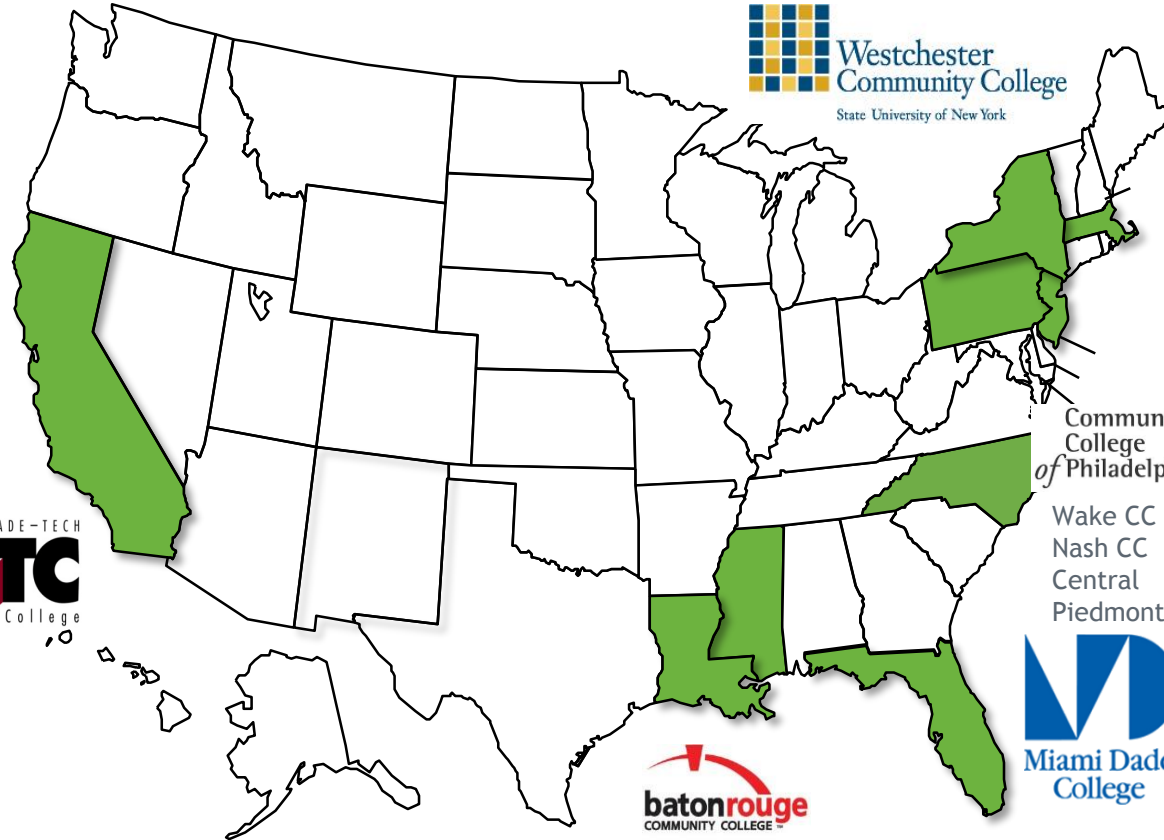 Westchester
Community College
State University of New York
Commun
College
of Philadelp
Wake CC
Nash CC
Central
Piedmont
ADE-TECH
TC
College
Miami Dade
College
batonrouge
COMMUNITY COLLEGE